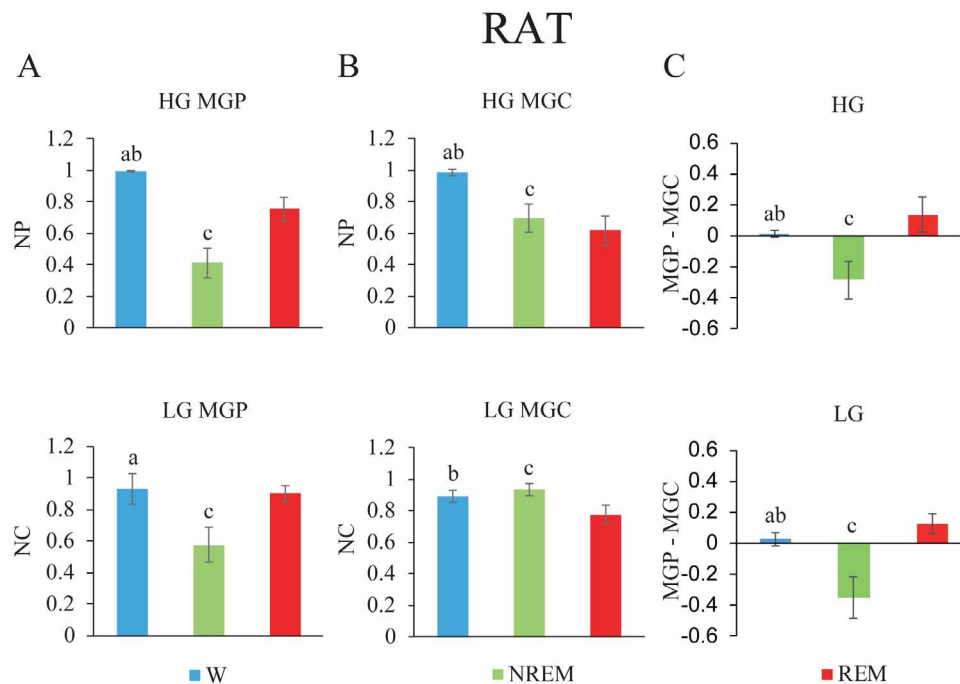 RAT
A
HG MGP
NP
1.2
1
0.8
0.6
0.4
0.2
0
ab
c
B
HG MGC
NP
1.2
1
0.8
0.6
0.4
0.2
0
ab
c
C
HG
MGP - MGC
0.6
0.4
0.2
0
-0.2
-0.4
-0.6
ab
c
LG MGP
NC
1.2
1
0.8
0.6
0.4
0.2
0
a
c
LG MGC
NC
1.2
1
0.8
0.6
0.4
0.2
0
b
c
LG
MGP - MGC
0.6
0.4
0.2
0
-0.2
-0.4
-0.6
ab
c
W
NREM
REM